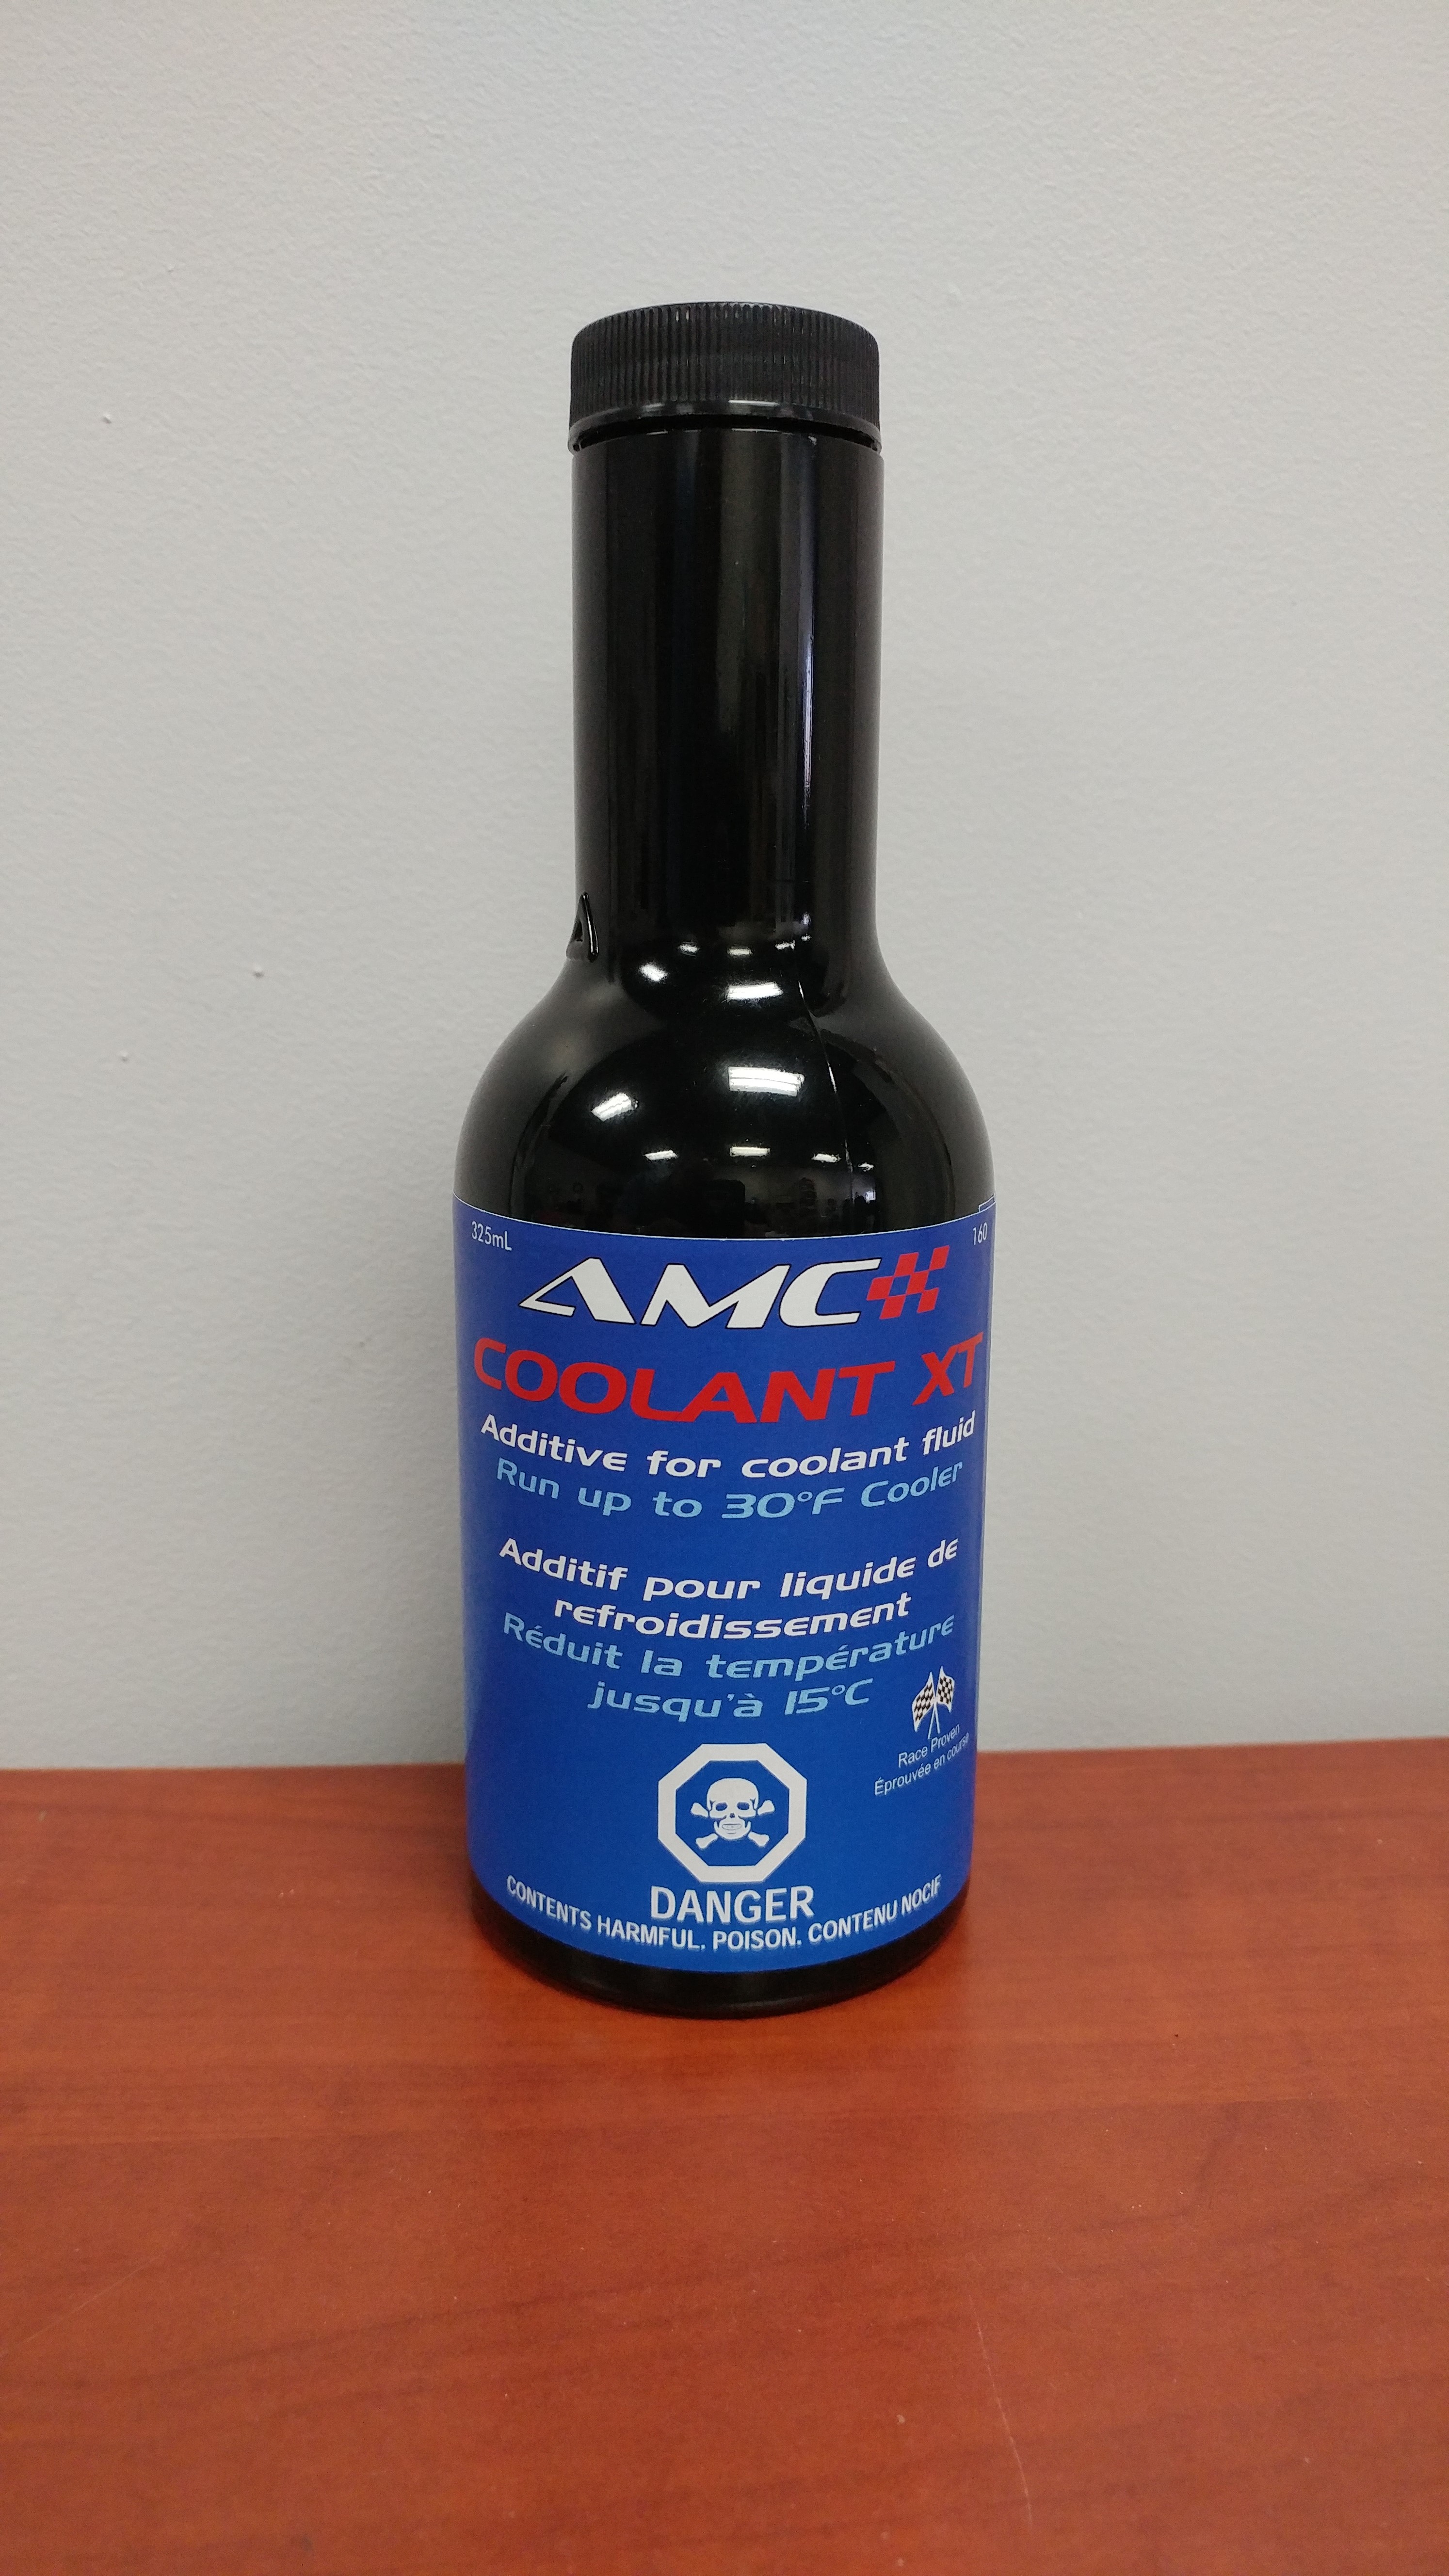 325mL
160
AMC
COOLANT XT
Additive for coolant fluid
Run up to 30°F Cooler
Additif pour liquide de
refroidissement
Réduit la température
jusqu'à 15°C
Race Proven
Éprouvée en course
DANGER
CONTENTS HARMFUL. POISON. CONTENU NOCIF